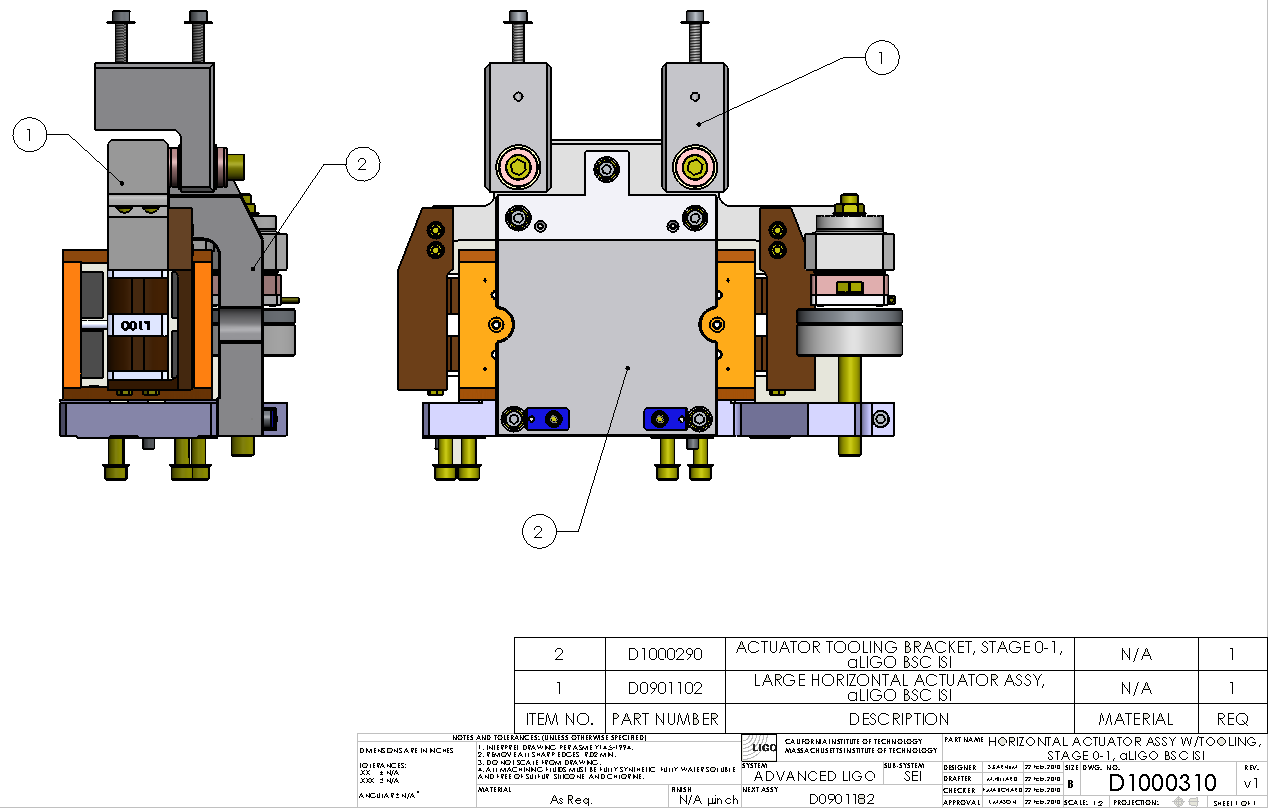 1
1
2
L100
2
2 D1000290 ACTUATOR TOOLING BRACKET, STAGE 0-1, aLIGO BSC ISI N/A 1
1 D0901102 LARGE HORIZONTAL ACTUATOR ASSY, aLIGO BSC ISI N/A 1
ITEM NO. PART NUMBER DESCRIPTION MATERIAL REQ
NOTES AND TOLERANCES: (UNLESS OTHERWISE SPECIFIED)
DIMENSIONS ARE IN INCHES
TOLERANCES:
.XX ± N/A
.XXX ± N/A
ANGULAR ± N/A°
1. INTERPRET DRAWING PER ASME Y14.5-1994.
2. REMOVE ALL SHARP EDGES, R.02 MIN.
3. DO NOT SCALE FROM DRAWING.
4. ALL MACHINING FLUIDS MUST BE FULLY SYNTHETIC, FULLY WATER SOLUBLE
AND FREE OF SULFUR, SILICONE AND CHLORINE.
MATERIAL
As Req.
FINISH
N/A µinch
LIGO
CALIFORNIA INSTITUTE OF TECHNOLOGY
MASSACHUSETTS INSTITUTE OF TECHNOLOGY
SYSTEM
ADVANCED LIGO
SUB-SYSTEM
SEI
NEXT ASSY
D0901182
PART NAME
HORIZONTAL ACTUATOR ASSY W/TOOLING,
STAGE 0-1, aLIGO BSC ISI
DESIGNER 22 FEB, 2010
DRAFTER 22 FEB, 2010
CHECKER 22 FEB, 2010
APPROVAL 22 FEB, 2010
SIZE
B
DWG. NO.
D1000310
REV.
v1
SCALE: 1:2
PROJECTION:
SHEET 1 OF 1